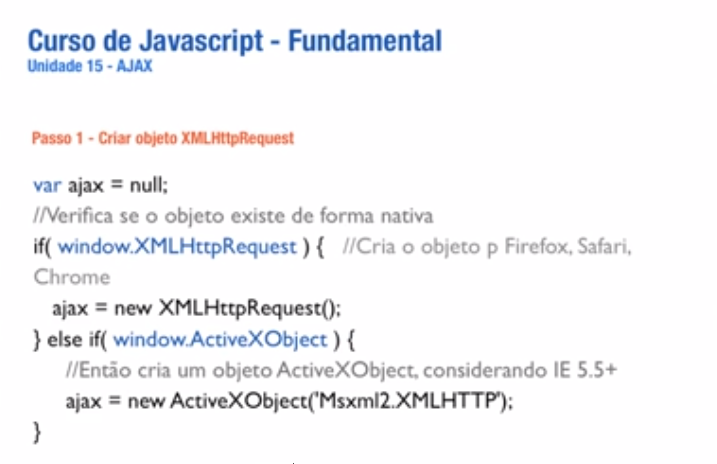 Curso de Javascript - Fundamental
Unidade 15 - AJAX
Passo 1 - Criar objeto XMLHttpRequest
var ajax = null;
//Verifica se o objeto existe de forma nativa
if( window.XMLHttpRequest ) { //Cria o objeto p Firefox, Safari,
Chrome
ajax = new XMLHttpRequest();
} else if( window.ActiveXObject ) {
//Então cria um objeto ActiveXObject, considerando IE 5.5+
ajax = new ActiveXObject('Msxml2.XMLHTTP');
}